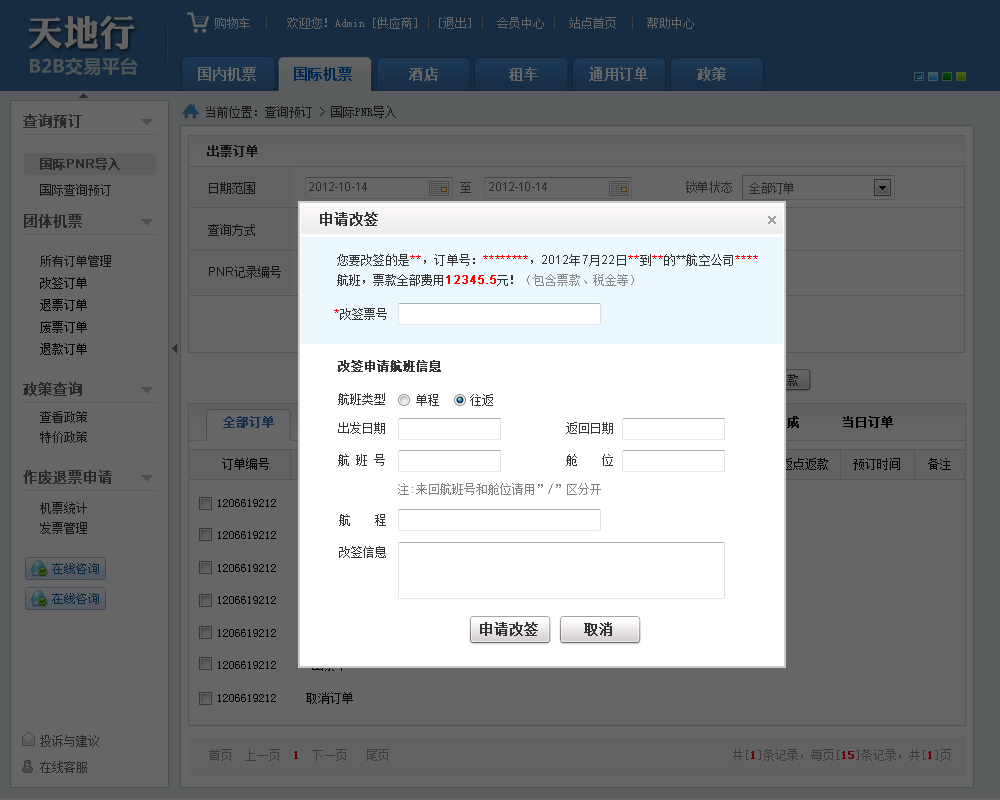 天地行
B2B交易平台
购物车 欢迎您! Admin [供应商] [退出] 会员中心 站点首页 帮助中心
国内机票 国际机票 酒店 租车 通用订单 政策
当前位置: 查询预订 > 国际PNR导入
查询预订
国际PNR导入
国际查询预订
团体机票
所有订单管理
改签订单
退票订单
废票订单
退款订单
政策查询
查看政策
特价政策
作废退票申请
机票统计
发票管理
在线咨询
在线咨询
投诉与建议
在线客服
出票订单
日期范围 2012-10-14 至 2012-10-14 锁单状态 全部订单
查询方式
PNR记录编号
款
申请改签
×
您要改签的是**, 订单号: ********, 2012年7月22日**到**的**航空公司****
航班, 票款全部费用12345.5元! (包含票款、税金等)
*改签票号
改签申请航班信息
航班类型 单程 往返
出发日期 返回日期
航 班 号 舱 位
注:来回航班号和舱位请用”/”区分开
航 程
改签信息
申请改签 取消
全部订单 成 当日订单
订单编号 返点返款 预订时间 备注
1206619212
1206619212
1206619212
1206619212
1206619212
1206619212
1206619212 取消订单
首页 上一页 1 下一页 尾页 共[1]条记录, 每页[15]条记录, 共[1]页